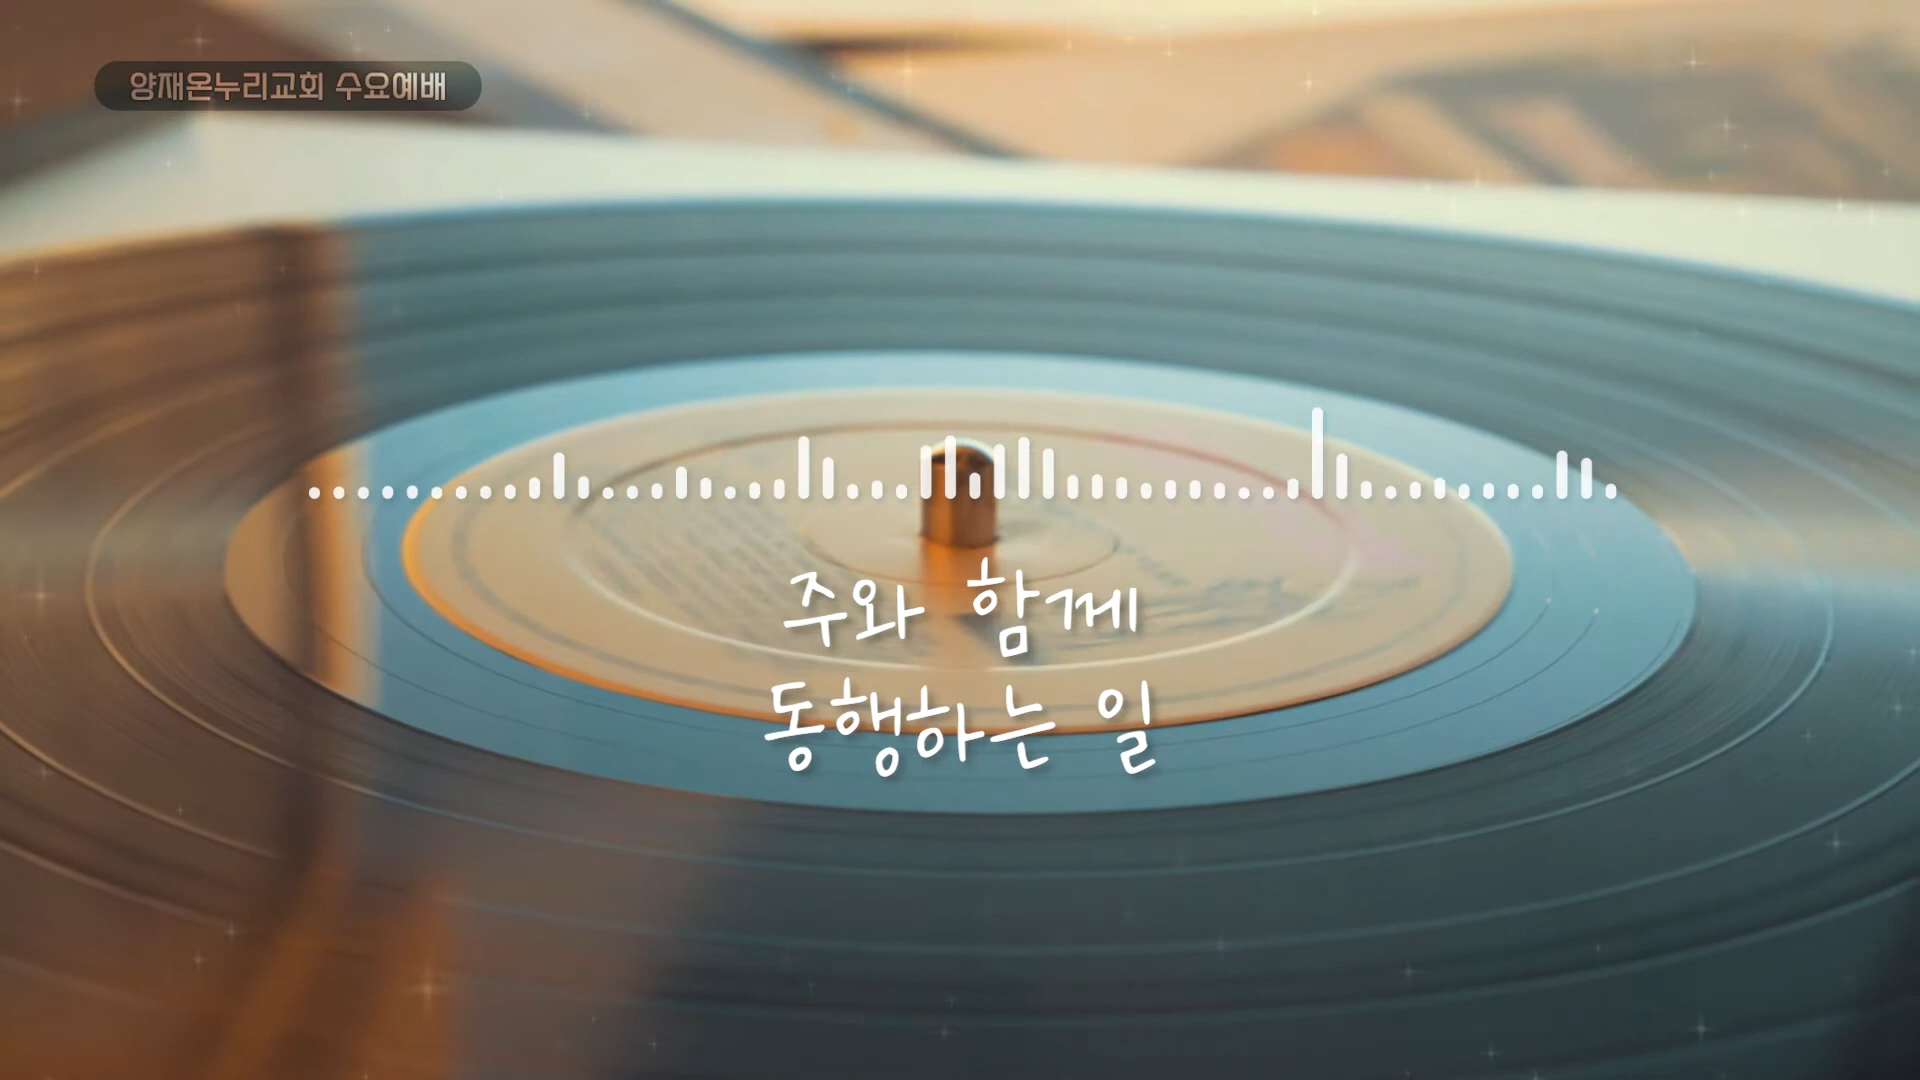 양재온누리교회 수요예배
주와 함께
동행하는 일